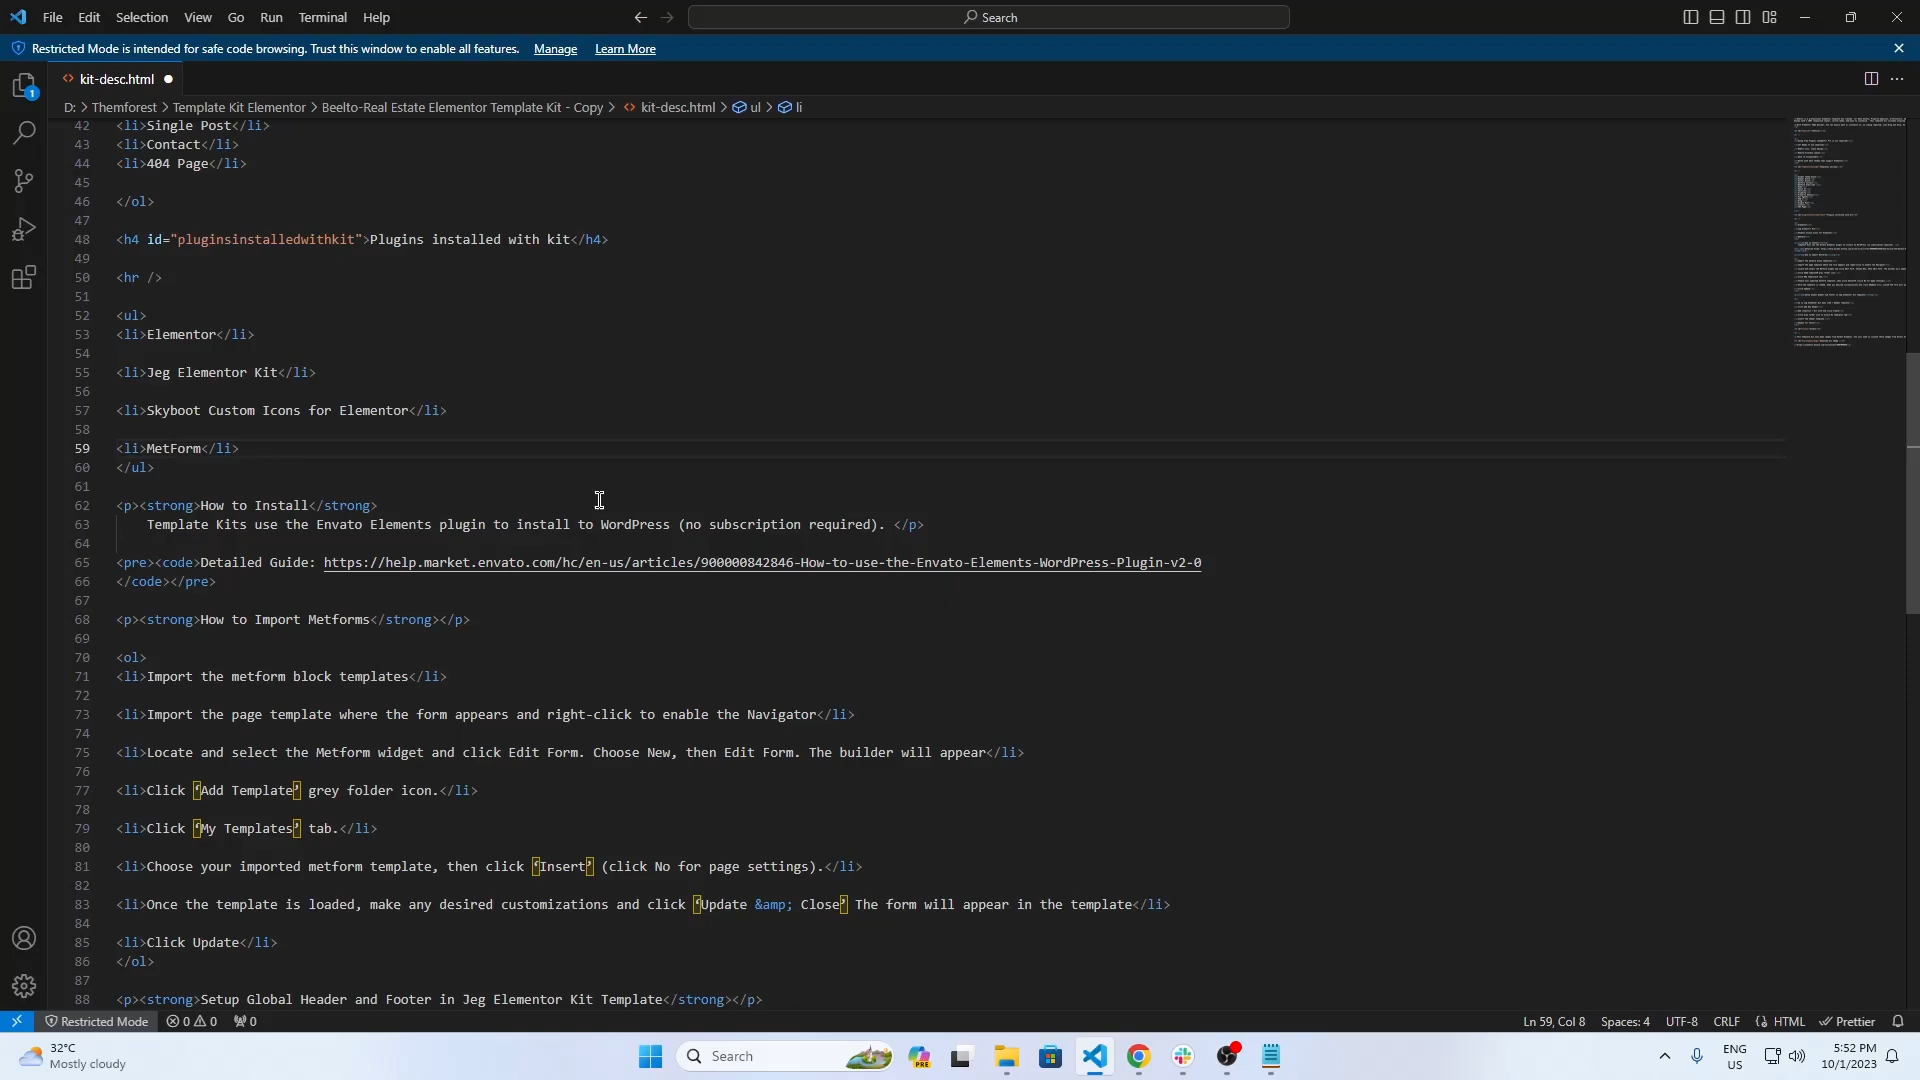 File Edit Selection View Go Run Terminal Help
Search
Restricted Mode is intended for safe code browsing. Trust this window to enable all features. Manage Learn More
1
<> kit-desc.html
D: > Themforest > Template Kit Elementor > Beelto-Real Estate Elementor Template Kit - Copy > <> kit-desc.html > ul > li
42 <li>Single Post</li>
43 <li>Contact</li>
44 <li>404 Page</li>
45
46 </ol>
47
48 <h4 id="pluginsinstalledwithkit">Plugins installed with kit</h4>
49
50 <hr />
51
52 <ul>
53 <li>Elementor</li>
54
55 <li>Jeg Elementor Kit</li>
56
57 <li>Skyboot Custom Icons for Elementor</li>
58
59 <li>MetForm</li>
60 </ul>
61
62 <p><strong>How to Install</strong>
63 Template Kits use the Envato Elements plugin to install to WordPress (no subscription required). </p>
64
65 <pre><code>Detailed Guide: https://help.market.envato.com/hc/en-us/articles/900000842846-How-to-use-the-Envato-Elements-WordPress-Plugin-v2-0
66 </code></pre>
67
68 <p><strong>How to Import Metforms</strong></p>
69
70 <ol>
71 <li>Import the metform block templates</li>
72
73 <li>Import the page template where the form appears and right-click to enable the Navigator</li>
74
75 <li>Locate and select the Metform widget and click Edit Form. Choose New, then Edit Form. The builder will appear</li>
76
77 <li>Click ‘Add Template’ grey folder icon.</li>
78
79 <li>Click ‘My Templates’ tab.</li>
80
81 <li>Choose your imported metform template, then click ‘Insert’ (click No for page settings).</li>
82
83 <li>Once the template is loaded, make any desired customizations and click ‘Update &amp; Close’ The form will appear in the template</li>
84
85 <li>Click Update</li>
86 </ol>
87
88 <p><strong>Setup Global Header and Footer in Jeg Elementor Kit Template</strong></p>
Restricted Mode 0 0 0 Ln 59, Col 8 Spaces: 4 UTF-8 CRLF {} HTML Prettier
32°C
Mostly cloudy
Search
PRE
ENG
US
5:52 PM
10/1/2023